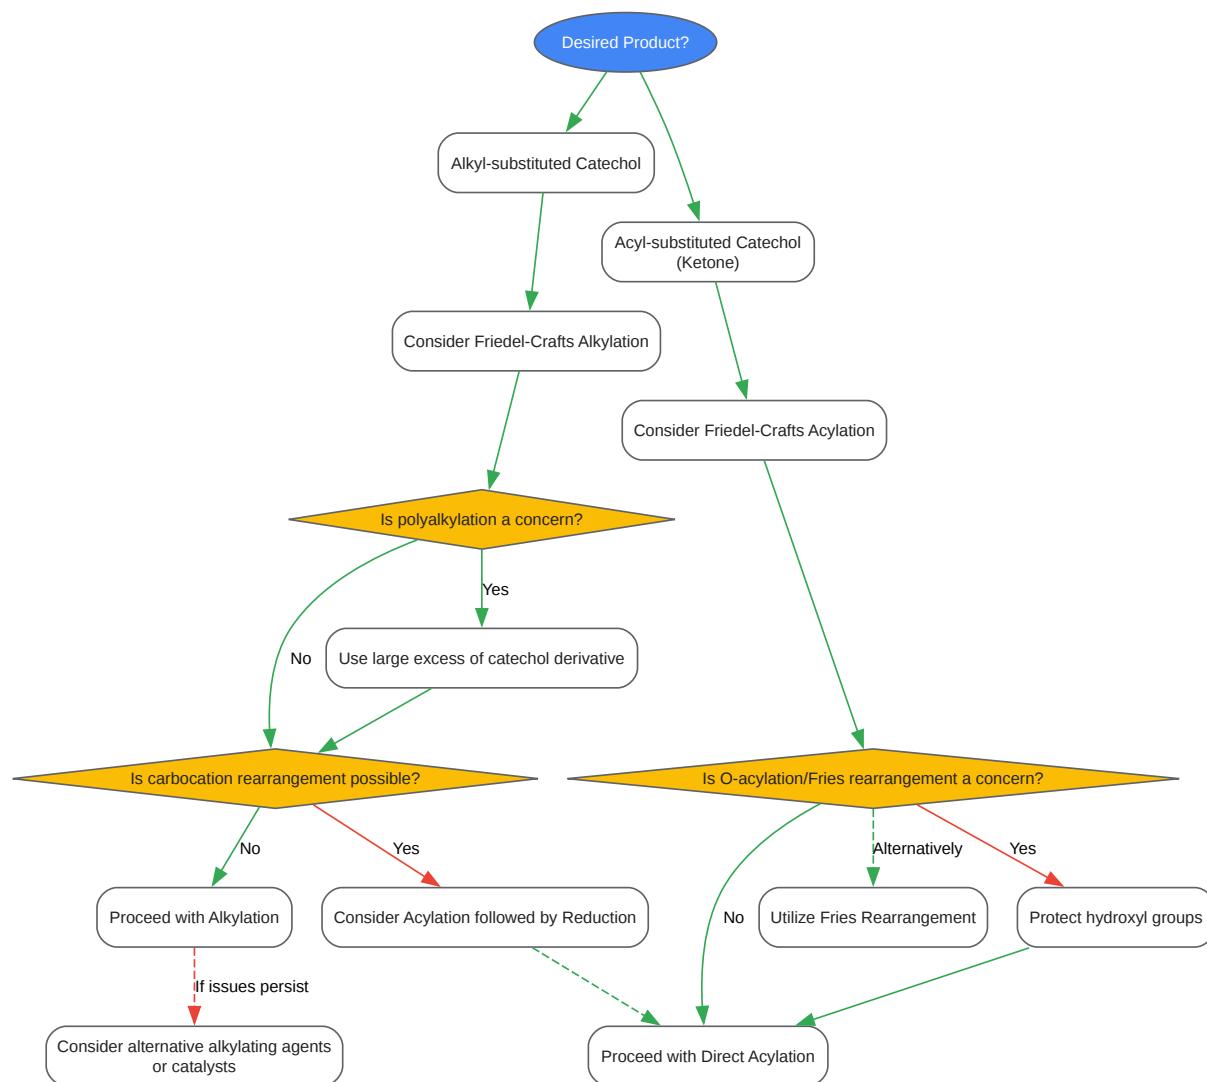 Desired Product?
Alkyl-substituted Catechol
Acyl-substituted Catechol
(Ketone)
Consider Friedel-Crafts Alkylation
Consider Friedel-Crafts Acylation
Is polyalkylation a concern?
Yes
No
Use large excess of catechol derivative
Is carbocation rearrangement possible?
Is O-acylation/Fries rearrangement a concern?
No
Yes
Alternatively
Yes
Proceed with Alkylation
Consider Acylation followed by Reduction
No
Utilize Fries Rearrangement
Protect hydroxyl groups
If issues persist
Consider alternative alkylating agents
or catalysts
Proceed with Direct Acylation